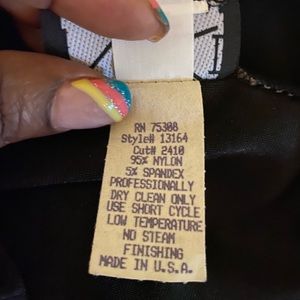 RN 75308
Style# 13164
Cut# 2410
95% NYLON
5% SPANDEX
PROFESSIONALLY
DRY CLEAN ONLY
USE SHORT CYCLE
LOW TEMPERATURE
NO STEAM
FINISHING
MADE IN U.S.A.